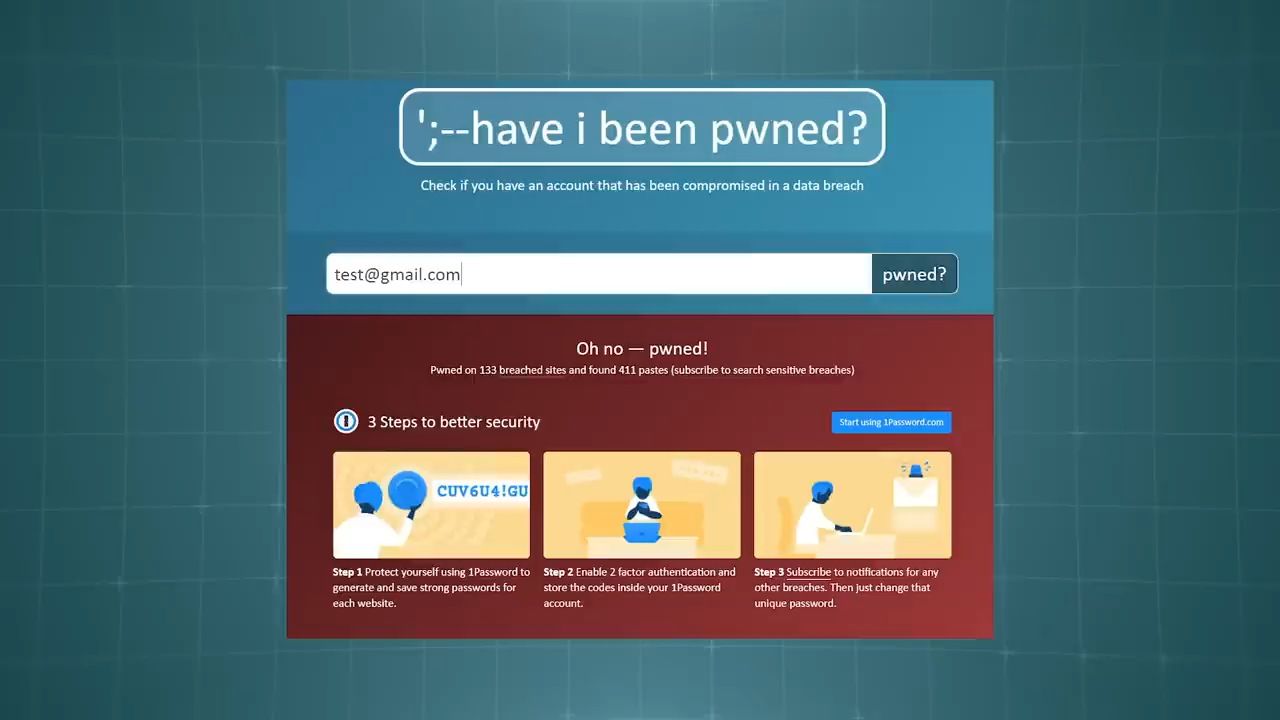 ';--have i been pwned?
Check if you have an account that has been compromised in a data breach
test@gmail.com
pwned?
Oh no — pwned!
Pwned on 133 breached sites and found 411 pastes (subscribe to search sensitive breaches)
3 Steps to better security
Start using 1Password.com
CUV6U4!GU
Step 1 Protect yourself using 1Password to
generate and save strong passwords for
each website.
Step 2 Enable 2 factor authentication and
store the codes inside your 1Password
account.
Step 3 Subscribe to notifications for any
other breaches. Then just change that
unique password.